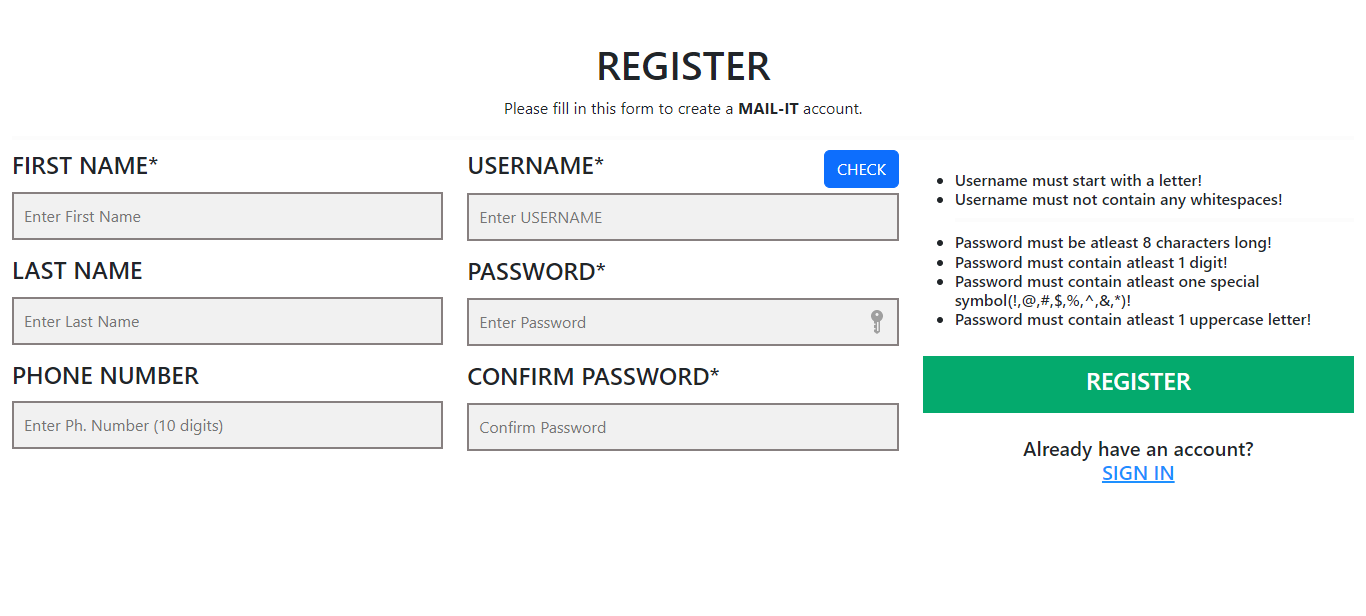 REGISTER
Please fill in this form to create a MAIL-IT account.
FIRST NAME*
Enter First Name
LAST NAME
Enter Last Name
PHONE NUMBER
Enter Ph. Number (10 digits)
USERNAME*
CHECK
Enter USERNAME
PASSWORD*
Enter Password
CONFIRM PASSWORD*
Confirm Password
Username must start with a letter!
Username must not contain any whitespaces!
Password must be atleast 8 characters long!
Password must contain atleast 1 digit!
Password must contain atleast one special
symbol(!,@,#,$,%,^,&,*)!
Password must contain atleast 1 uppercase letter!
REGISTER
Already have an account?
SIGN IN